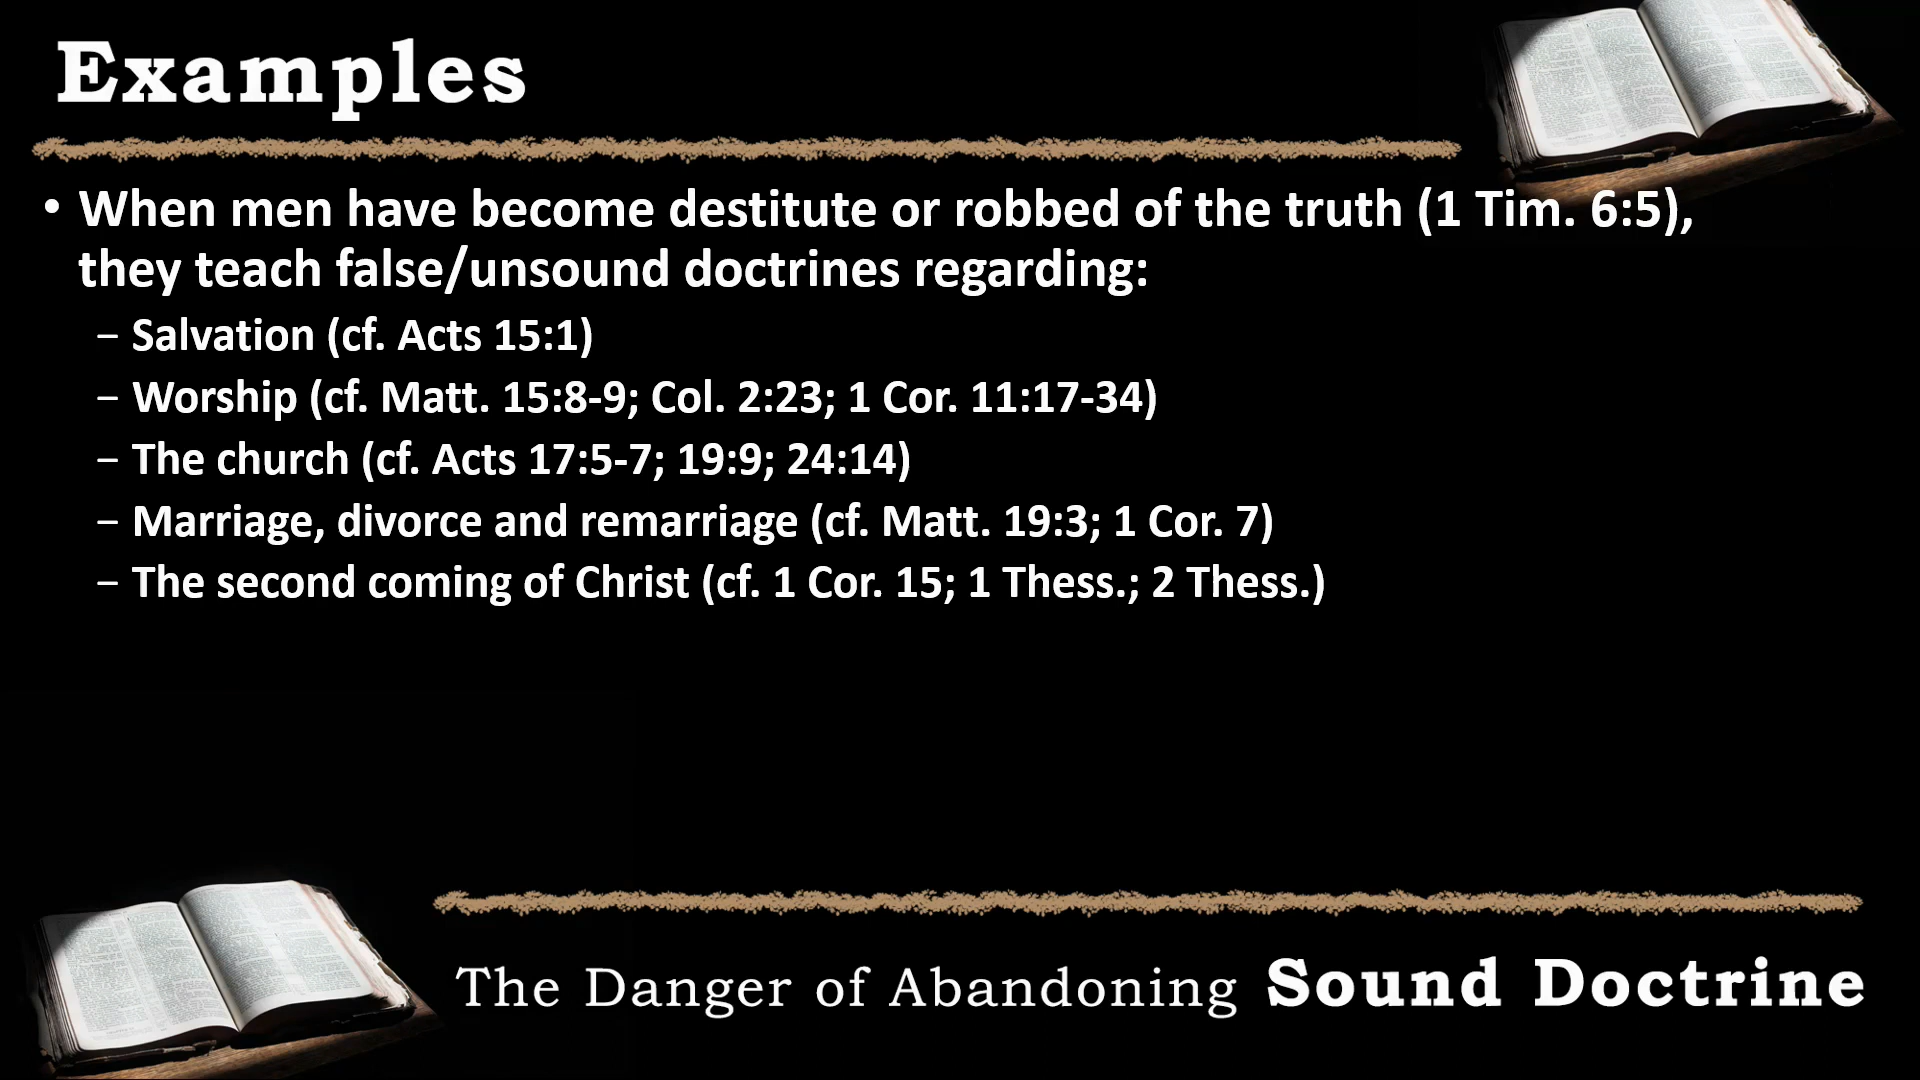 Examples
• When men have become destitute or robbed of the truth (1 Tim. 6:5),
they teach false/unsound doctrines regarding:
– Salvation (cf. Acts 15:1)
– Worship (cf. Matt. 15:8-9; Col. 2:23; 1 Cor. 11:17-34)
– The church (cf. Acts 17:5-7; 19:9; 24:14)
– Marriage, divorce and remarriage (cf. Matt. 19:3; 1 Cor. 7)
– The second coming of Christ (cf. 1 Cor. 15; 1 Thess.; 2 Thess.)
The Danger of Abandoning Sound Doctrine